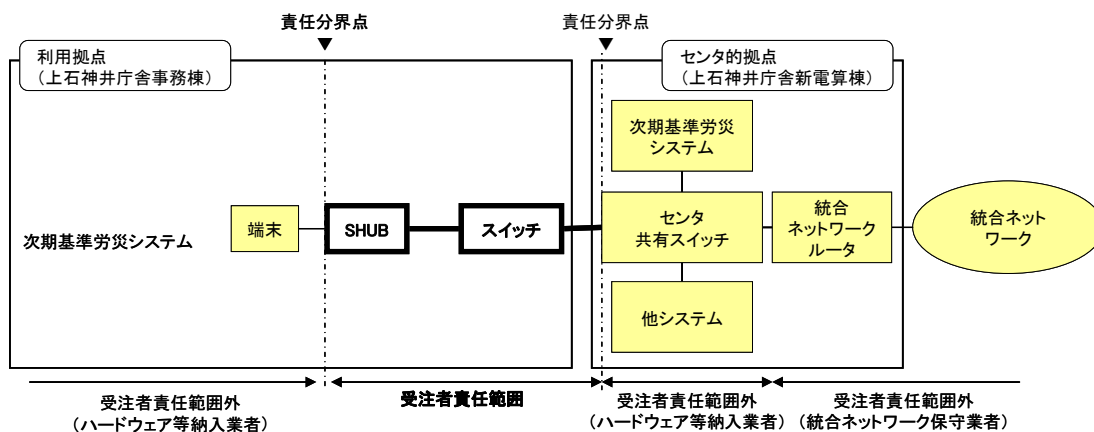 責任分界点
責任分界点
利用拠点
（上石神井庁舎事務棟）
センタ的拠点
（上石神井庁舎新電算棟）
次期基準労災
システム
次期基準労災システム
端末
SHUB
スイッチ
センタ
共有スイッチ
統合
ネットワーク
ルータ
統合ネット
ワーク
他システム
受注者責任範囲外
（ハードウェア等納入業者）
受注者責任範囲
受注者責任範囲外
（ハードウェア等納入業者）
受注者責任範囲外
（統合ネットワーク保守業者）